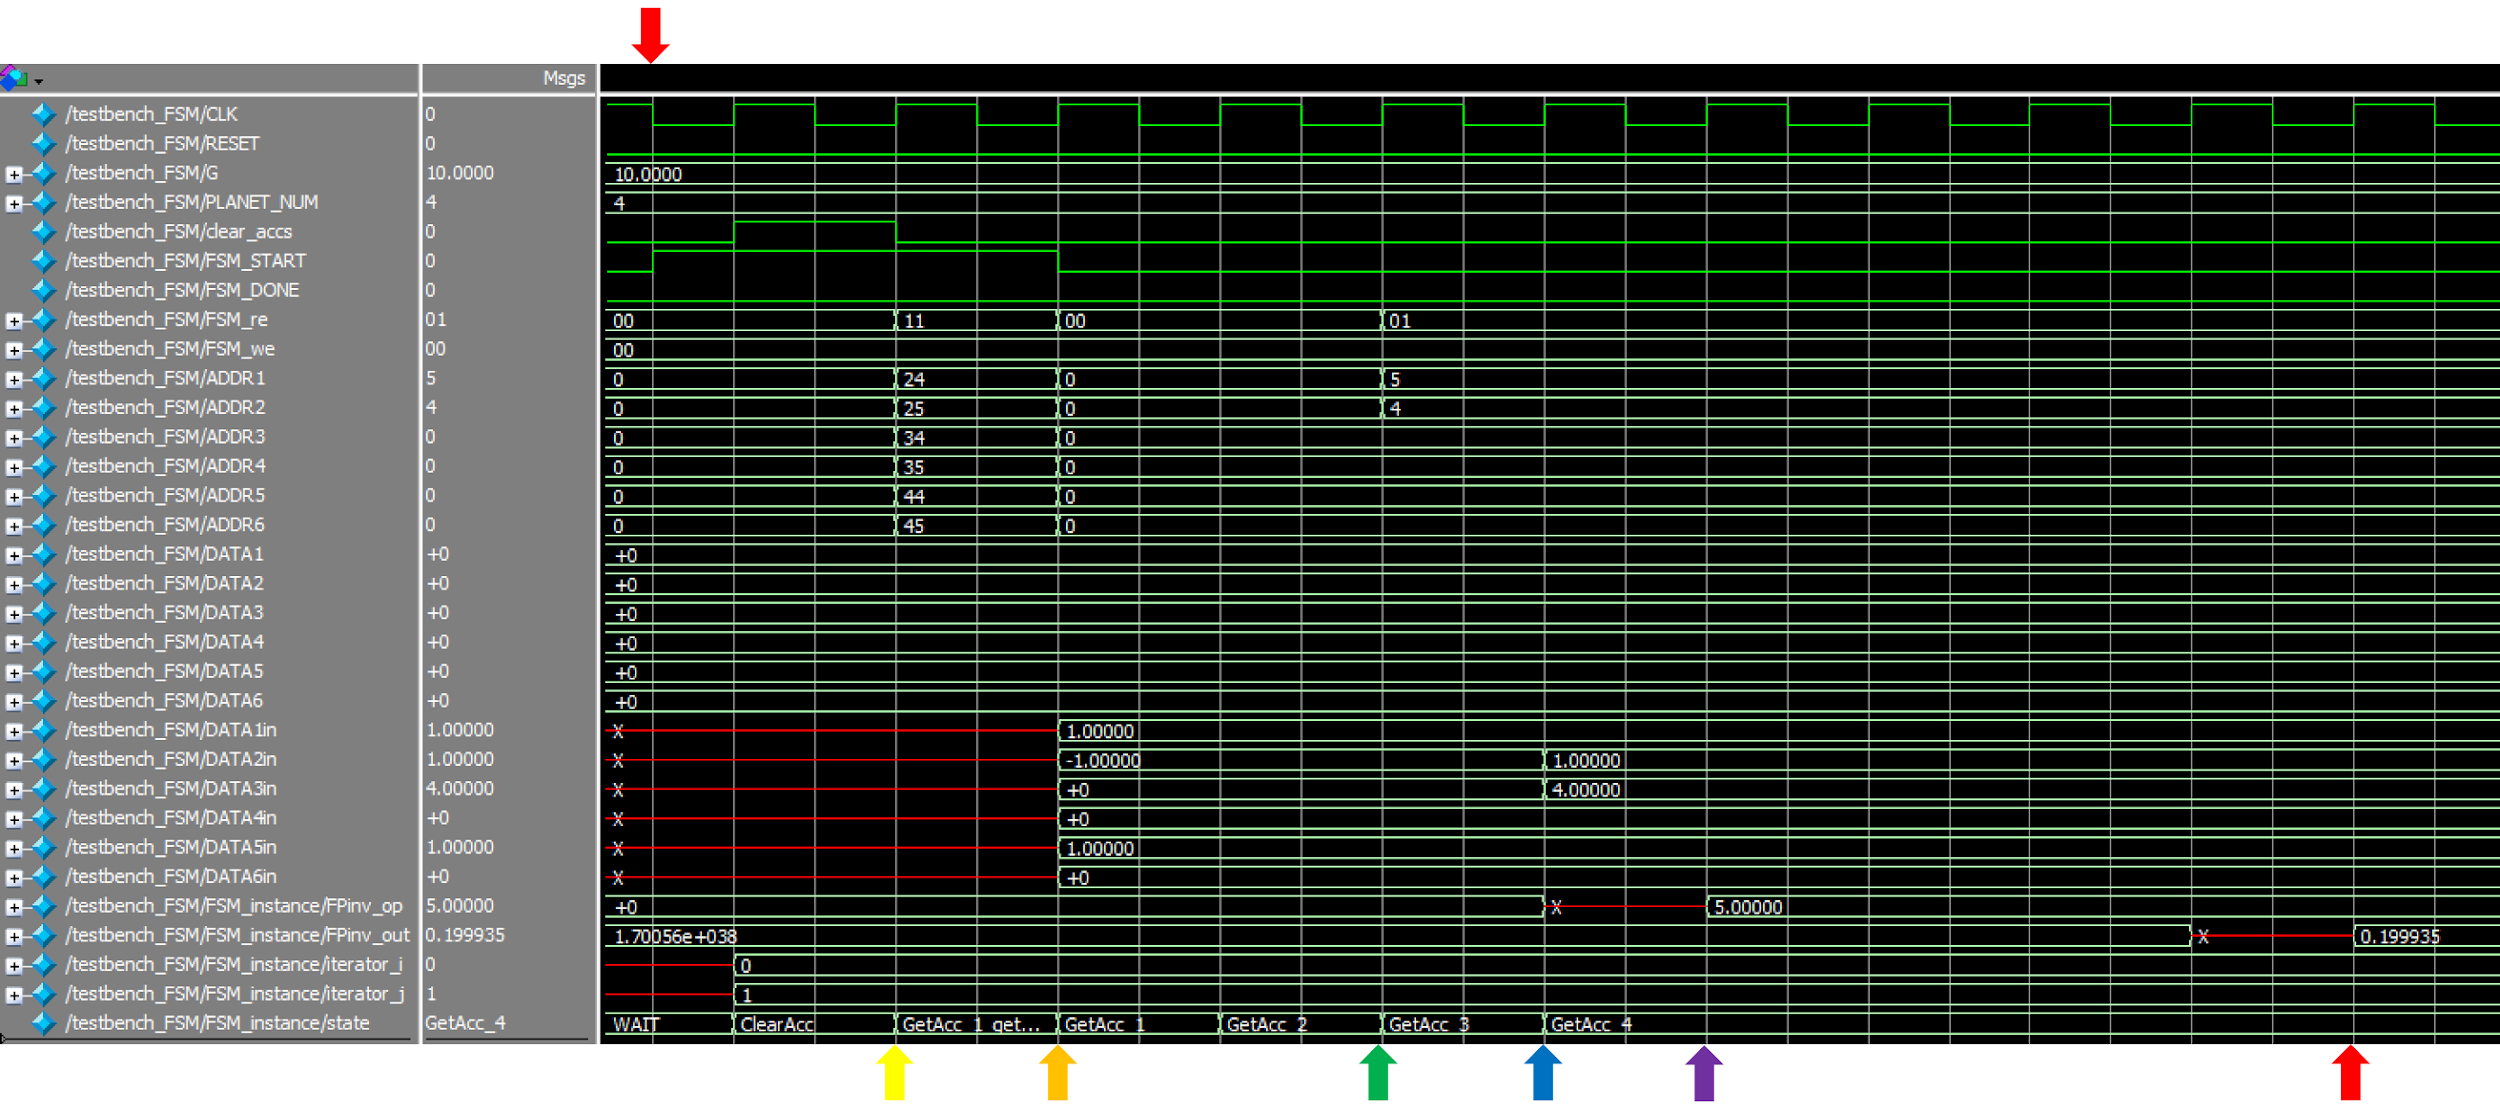 Msgs
/testbench_FSM/CLK 0
/testbench_FSM/RESET 0
/testbench_FSM/G 10.0000 10.0000
/testbench_FSM/PLANET_NUM 4 4
/testbench_FSM/clear_accs 0
/testbench_FSM/FSM_START 0
/testbench_FSM/FSM_DONE 0
/testbench_FSM/FSM_re 01 00 11 00 01
/testbench_FSM/FSM_we 00 00
/testbench_FSM/ADDR1 5 0 24 0 5
/testbench_FSM/ADDR2 4 0 25 0 4
/testbench_FSM/ADDR3 0 0 34 0
/testbench_FSM/ADDR4 0 0 35 0
/testbench_FSM/ADDR5 0 0 44 0
/testbench_FSM/ADDR6 0 0 45 0
/testbench_FSM/DATA1 +0 +0
/testbench_FSM/DATA2 +0 +0
/testbench_FSM/DATA3 +0 +0
/testbench_FSM/DATA4 +0 +0
/testbench_FSM/DATA5 +0 +0
/testbench_FSM/DATA6 +0 +0
/testbench_FSM/DATA1in 1.00000 X 1.00000
/testbench_FSM/DATA2in 1.00000 X -1.00000 1.00000
/testbench_FSM/DATA3in 4.00000 X +0 4.00000
/testbench_FSM/DATA4in +0 X +0
/testbench_FSM/DATA5in 1.00000 X 1.00000
/testbench_FSM/DATA6in +0 X +0
/testbench_FSM/FSM_instance/FPinv_op 5.00000 +0 X 5.00000
/testbench_FSM/FSM_instance/FPinv_out 0.199935 1.70056e+038 X 0.199935
/testbench_FSM/FSM_instance/iterator_i 0 0
/testbench_FSM/FSM_instance/iterator_j 1 1
/testbench_FSM/FSM_instance/state GetAcc_4 WAIT ClearAcc GetAcc_1_get... GetAcc_1 GetAcc_2 GetAcc_3 GetAcc_4